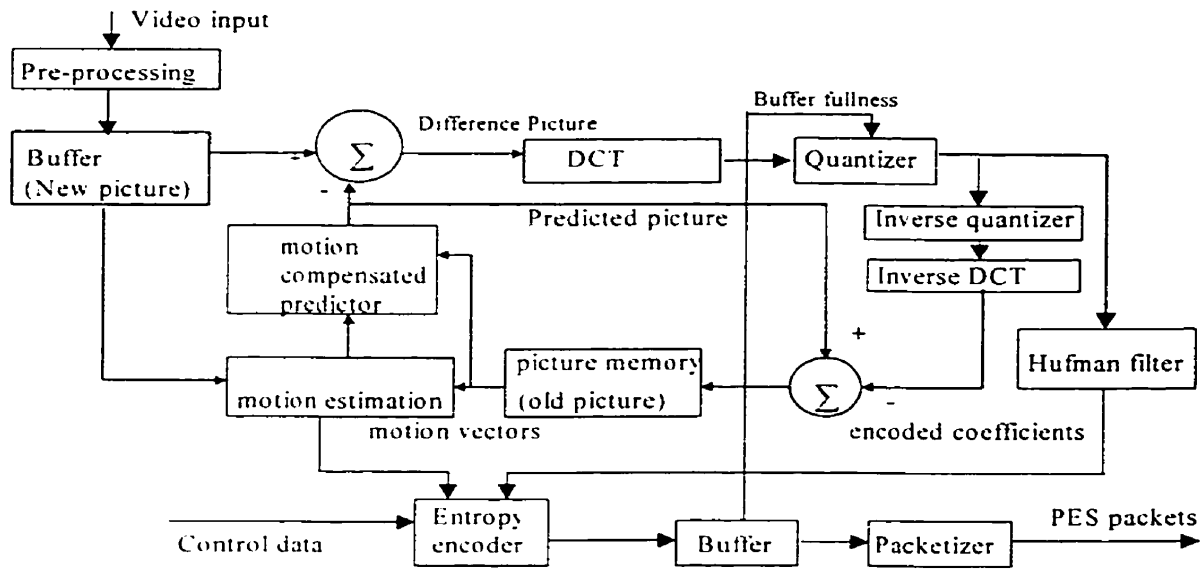 Video input
Pre-processing
Buffer fullness
Difference Picture
Buffer
(New picture)
+
Σ
-
DCT
Quantizer
Predicted picture
Inverse quantizer
motion
compensated
predictor
Inverse DCT
+
picture memory
(old picture)
Σ
-
Hufman filter
motion estimation
motion vectors
encoded coefficients
Entropy
encoder
Control data
Buffer
Packetizer
PES packets